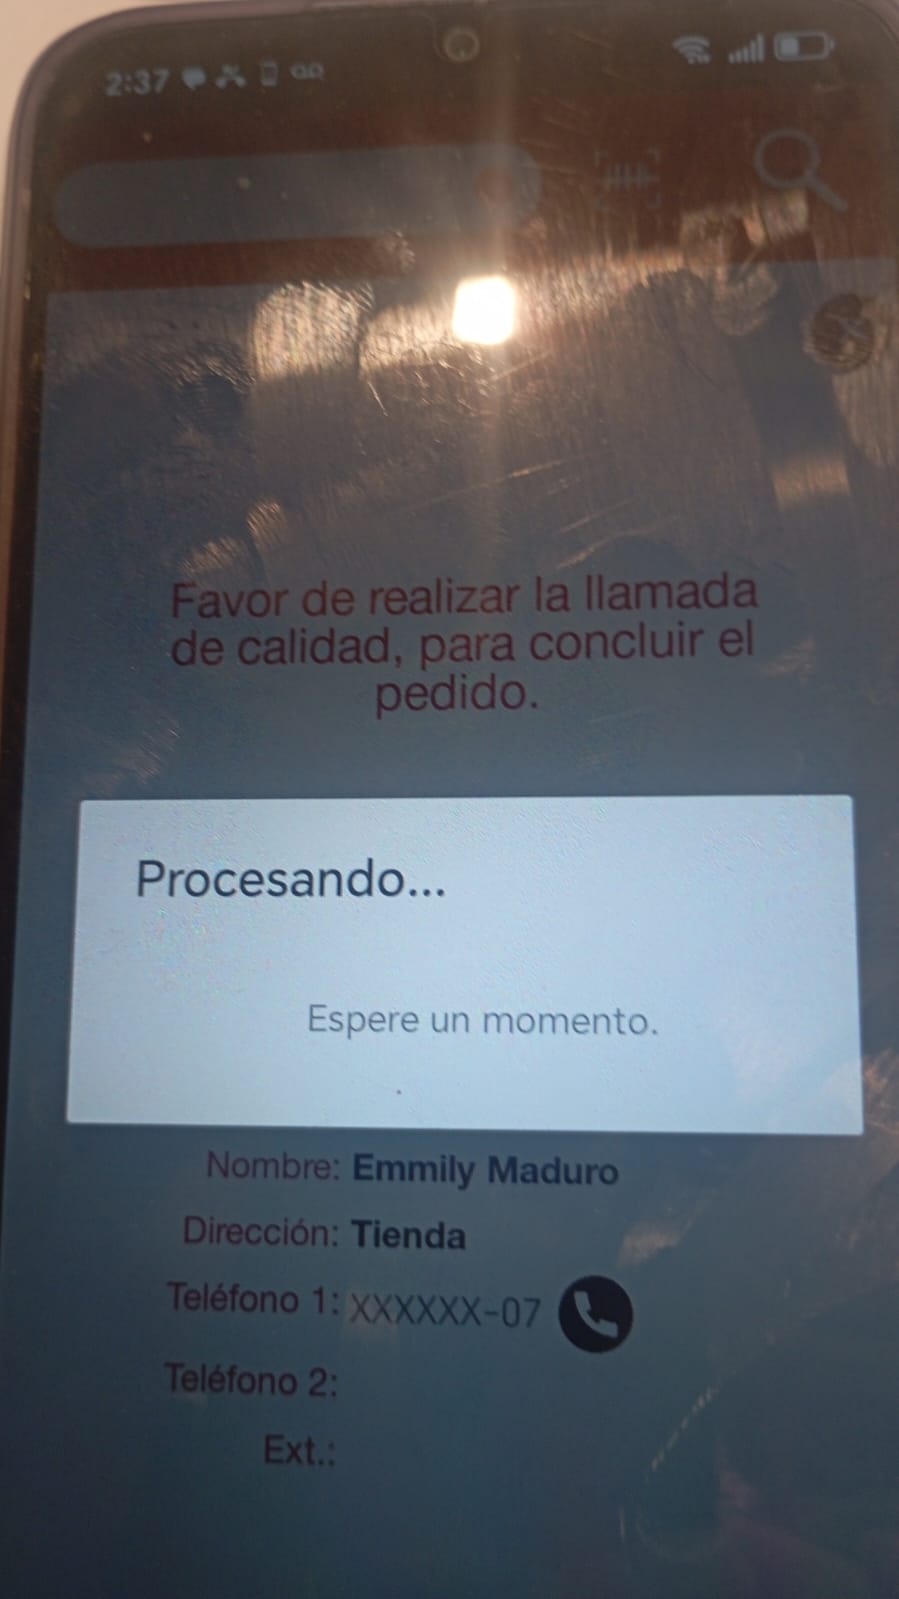 2:37
Favor de realizar la llamada
de calidad, para concluir el
pedido.
Procesando...
Espere un momento.
Nombre: Emmily Maduro
Dirección: Tienda
Teléfono 1: XXXXXX-07
Teléfono 2:
Ext.: